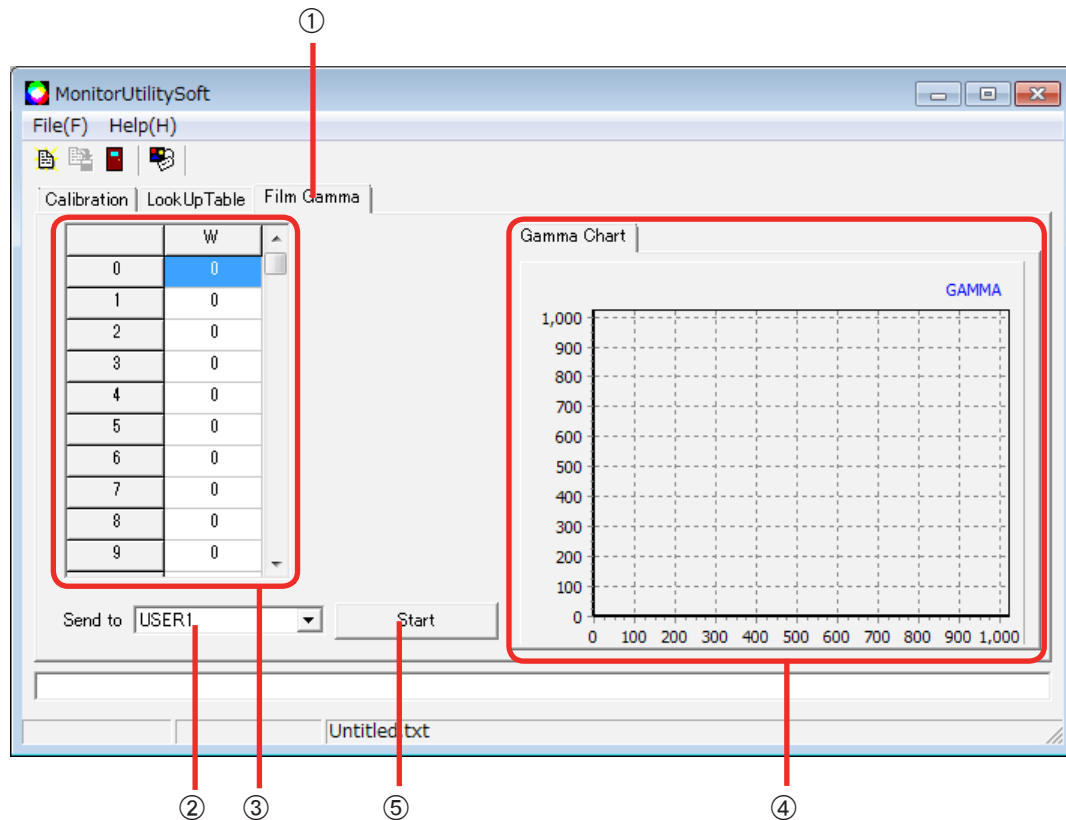 ①
MonitorUtilitySoft
File(F) Help(H)
Calibration LookUpTable Film Gamma
W
0 0
1 0
2 0
3 0
4 0
5 0
6 0
7 0
8 0
9 0
Send to USER1 Start
Gamma Chart
GAMMA
1,000
900
800
700
600
500
400
300
200
100
0
0 100 200 300 400 500 600 700 800 900 1,000
Untitled.txt
② ③ ⑤ ④